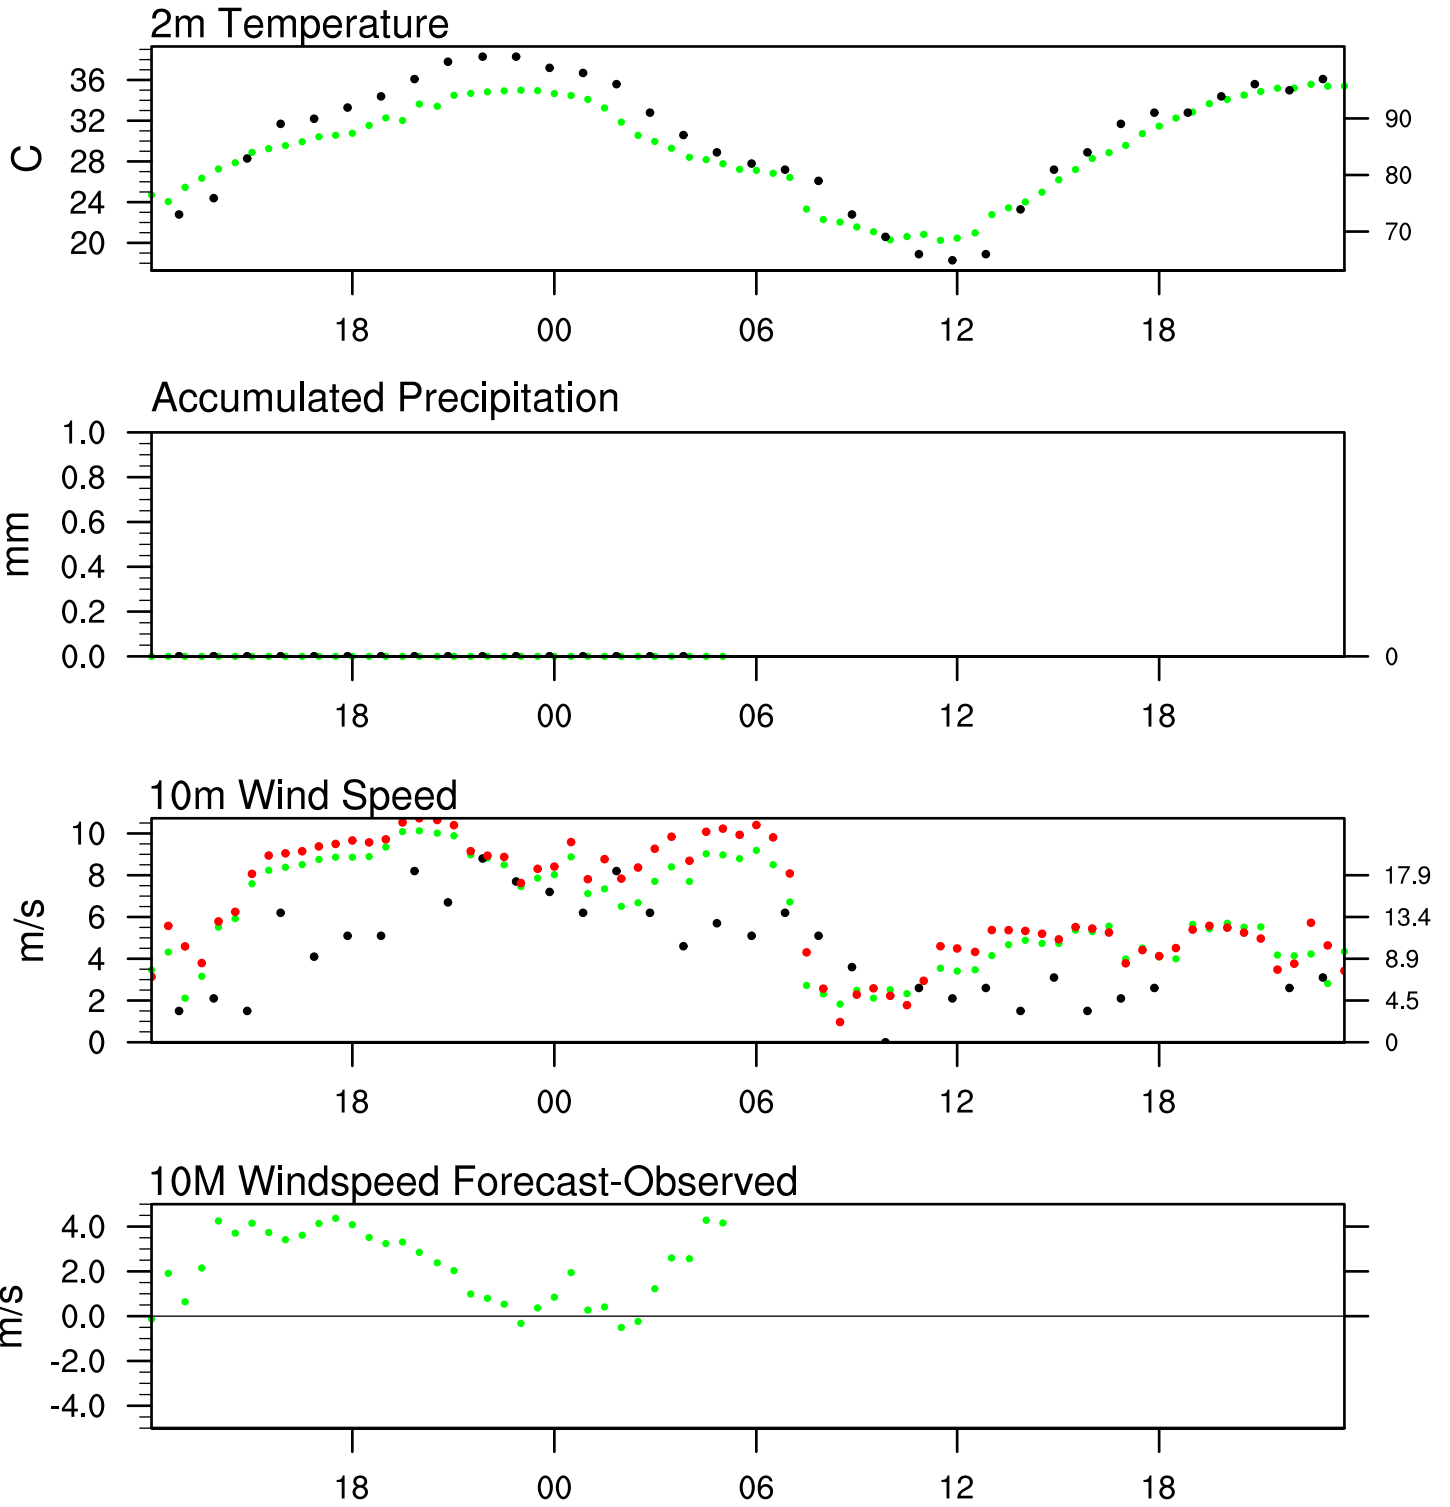 2m Temperature
36
32
28
24
20
C
90
80
70
18 00 06 12 18
Accumulated Precipitation
1.0
0.8
0.6
0.4
0.2
0.0
mm
0
18 00 06 12 18
10m Wind Speed
10
8
6
4
2
0
m/s
17.9
13.4
8.9
4.5
0
18 00 06 12 18
10M Windspeed Forecast-Observed
4.0
2.0
0.0
-2.0
-4.0
m/s
18 00 06 12 18